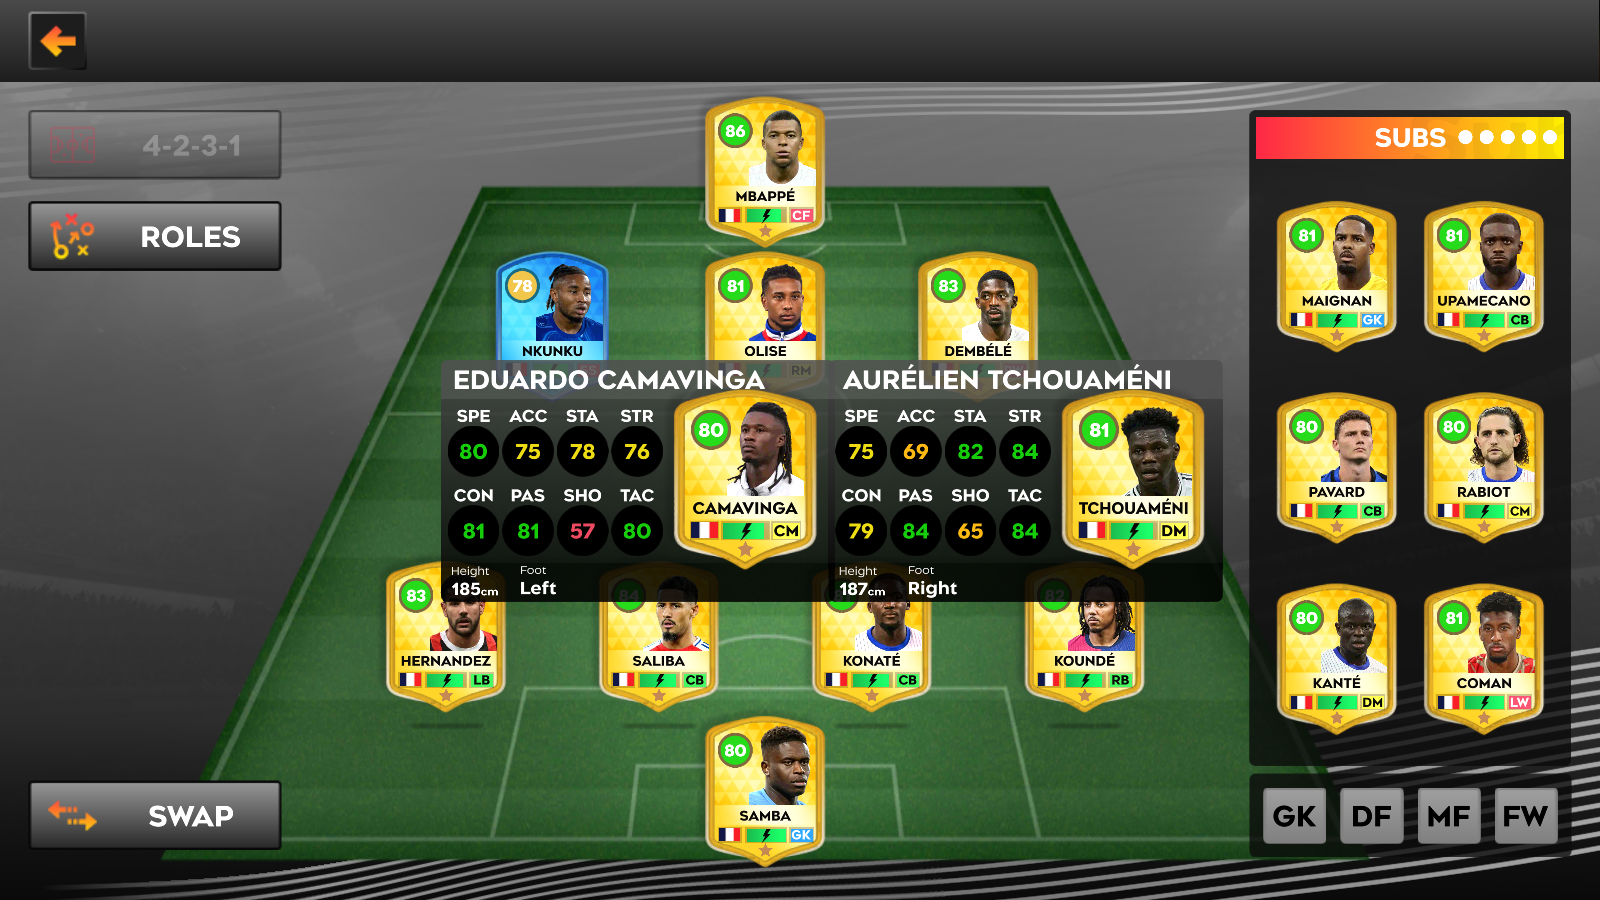 4-2-3-1
ROLES
SWAP
86
MBAPPÉ
CF
78
NKUNKU
81
OLISE
RM
83
DEMBÉLÉ
EDUARDO CAMAVINGA
SPE ACC STA STR
80 75 78 76
CON PAS SHO TAC
81 81 57 80
Height Foot
185cm Left
80
CAMAVINGA
CM
AURÉLIEN TCHOUAMÉNI
SPE ACC STA STR
75 69 82 84
CON PAS SHO TAC
79 84 65 84
Height Foot
187cm Right
81
TCHOUAMÉNI
DM
83
HERNANDEZ
LB
84
SALIBA
CB
KONATÉ
CB
82
KOUNDÉ
RB
80
SAMBA
GK
SUBS
81
MAIGNAN
GK
81
UPAMECANO
CB
80
PAVARD
CB
80
RABIOT
CM
80
KANTÉ
DM
81
COMAN
LW
GK DF MF FW